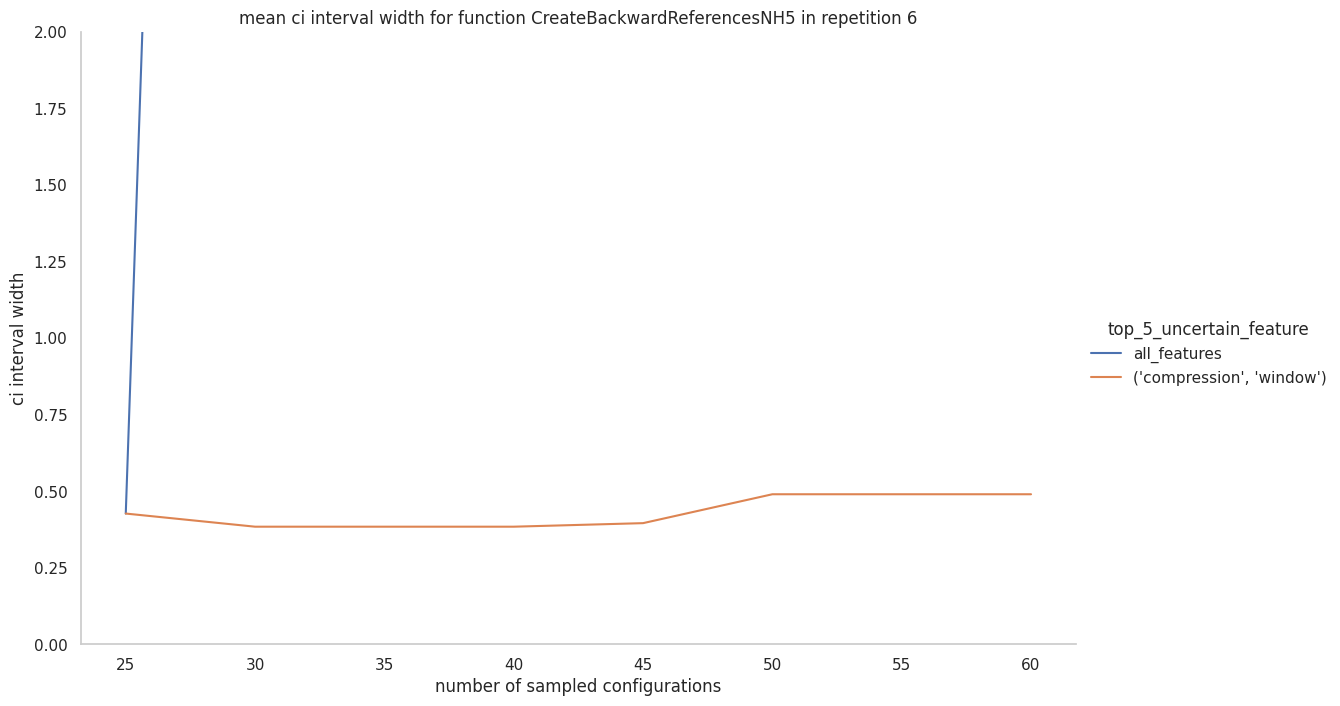 mean ci interval width for function CreateBackwardReferencesNH5 in repetition 6
2.00
1.75
1.50
1.25
1.00
0.75
0.50
0.25
0.00
ci interval width
25 30 35 40 45 50 55 60
number of sampled configurations
top_5_uncertain_feature
all_features
('compression', 'window')